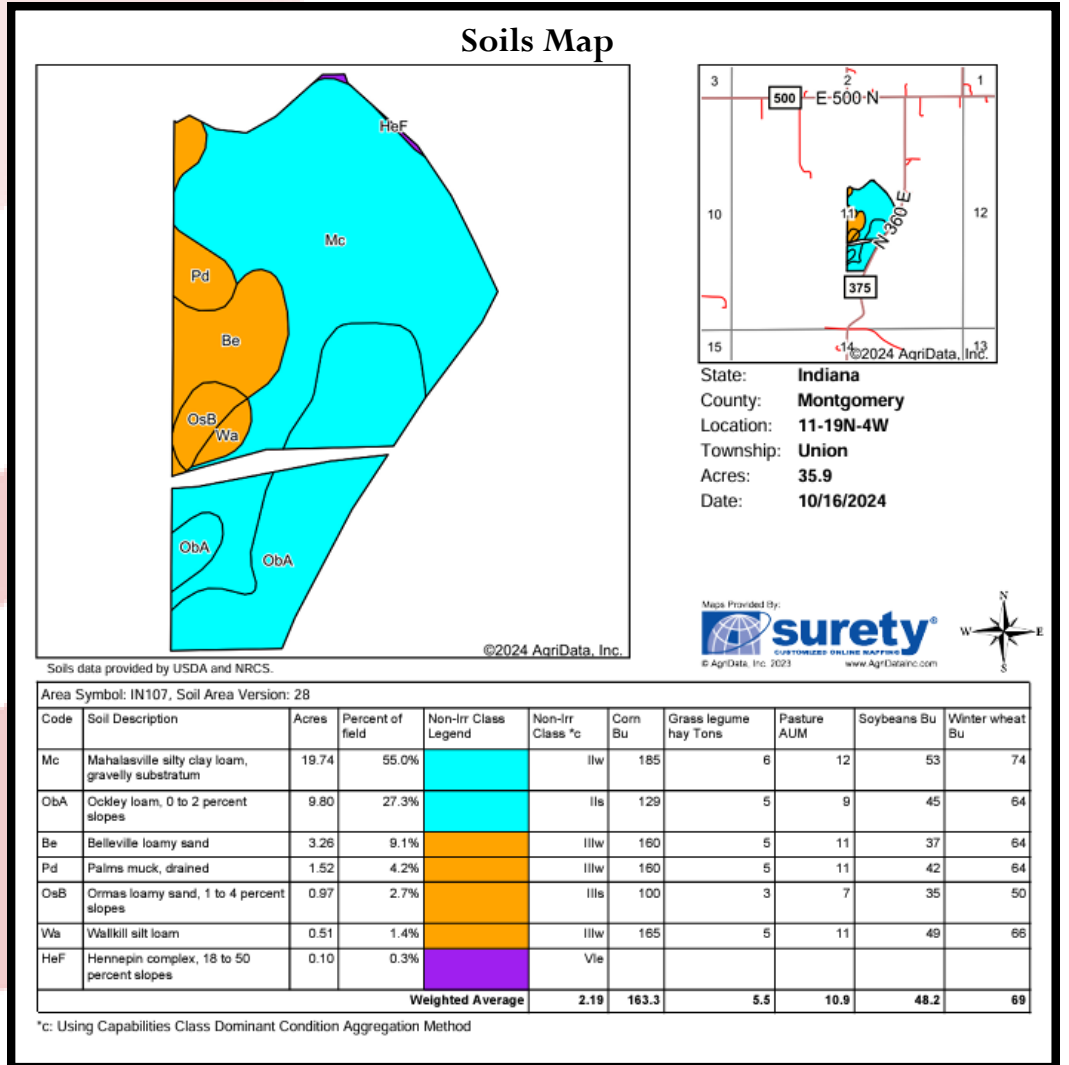 Soils Map
HeF
Mc
Pd
Be
OsB
Wa
ObA
ObA
©2024 AgriData, Inc.
Soils data provided by USDA and NRCS.
3
2
1
500
E 500 N
10
11
12
N 360 E
375
15
14
13
©2024 AgriData, Inc.
State: Indiana
County: Montgomery
Location: 11-19N-4W
Township: Union
Acres: 35.9
Date: 10/16/2024
Maps Provided By:
surety®
CUSTOMIZED ONLINE MAPPING
© AgriData, Inc. 2023 www.AgriDataInc.com
N
W E
S
Area Symbol: IN107, Soil Area Version: 28
Code Soil Description Acres Percent of field Non-Irr Class Legend Non-Irr Class *c Corn Bu Grass legume hay Tons Pasture AUM Soybeans Bu Winter wheat Bu
Mc Mahalasville silty clay loam, gravelly substratum 19.74 55.0% IIw 185 6 12 53 74
ObA Ockley loam, 0 to 2 percent slopes 9.80 27.3% IIs 129 5 9 45 64
Be Belleville loamy sand 3.26 9.1% IIIw 160 5 11 37 64
Pd Palms muck, drained 1.52 4.2% IIIw 160 5 11 42 64
OsB Ormas loamy sand, 1 to 4 percent slopes 0.97 2.7% IIIs 100 3 7 35 50
Wa Wallkill silt loam 0.51 1.4% IIIw 165 5 11 49 66
HeF Hennepin complex, 18 to 50 percent slopes 0.10 0.3% VIe
Weighted Average 2.19 163.3 5.5 10.9 48.2 69
*c: Using Capabilities Class Dominant Condition Aggregation Method